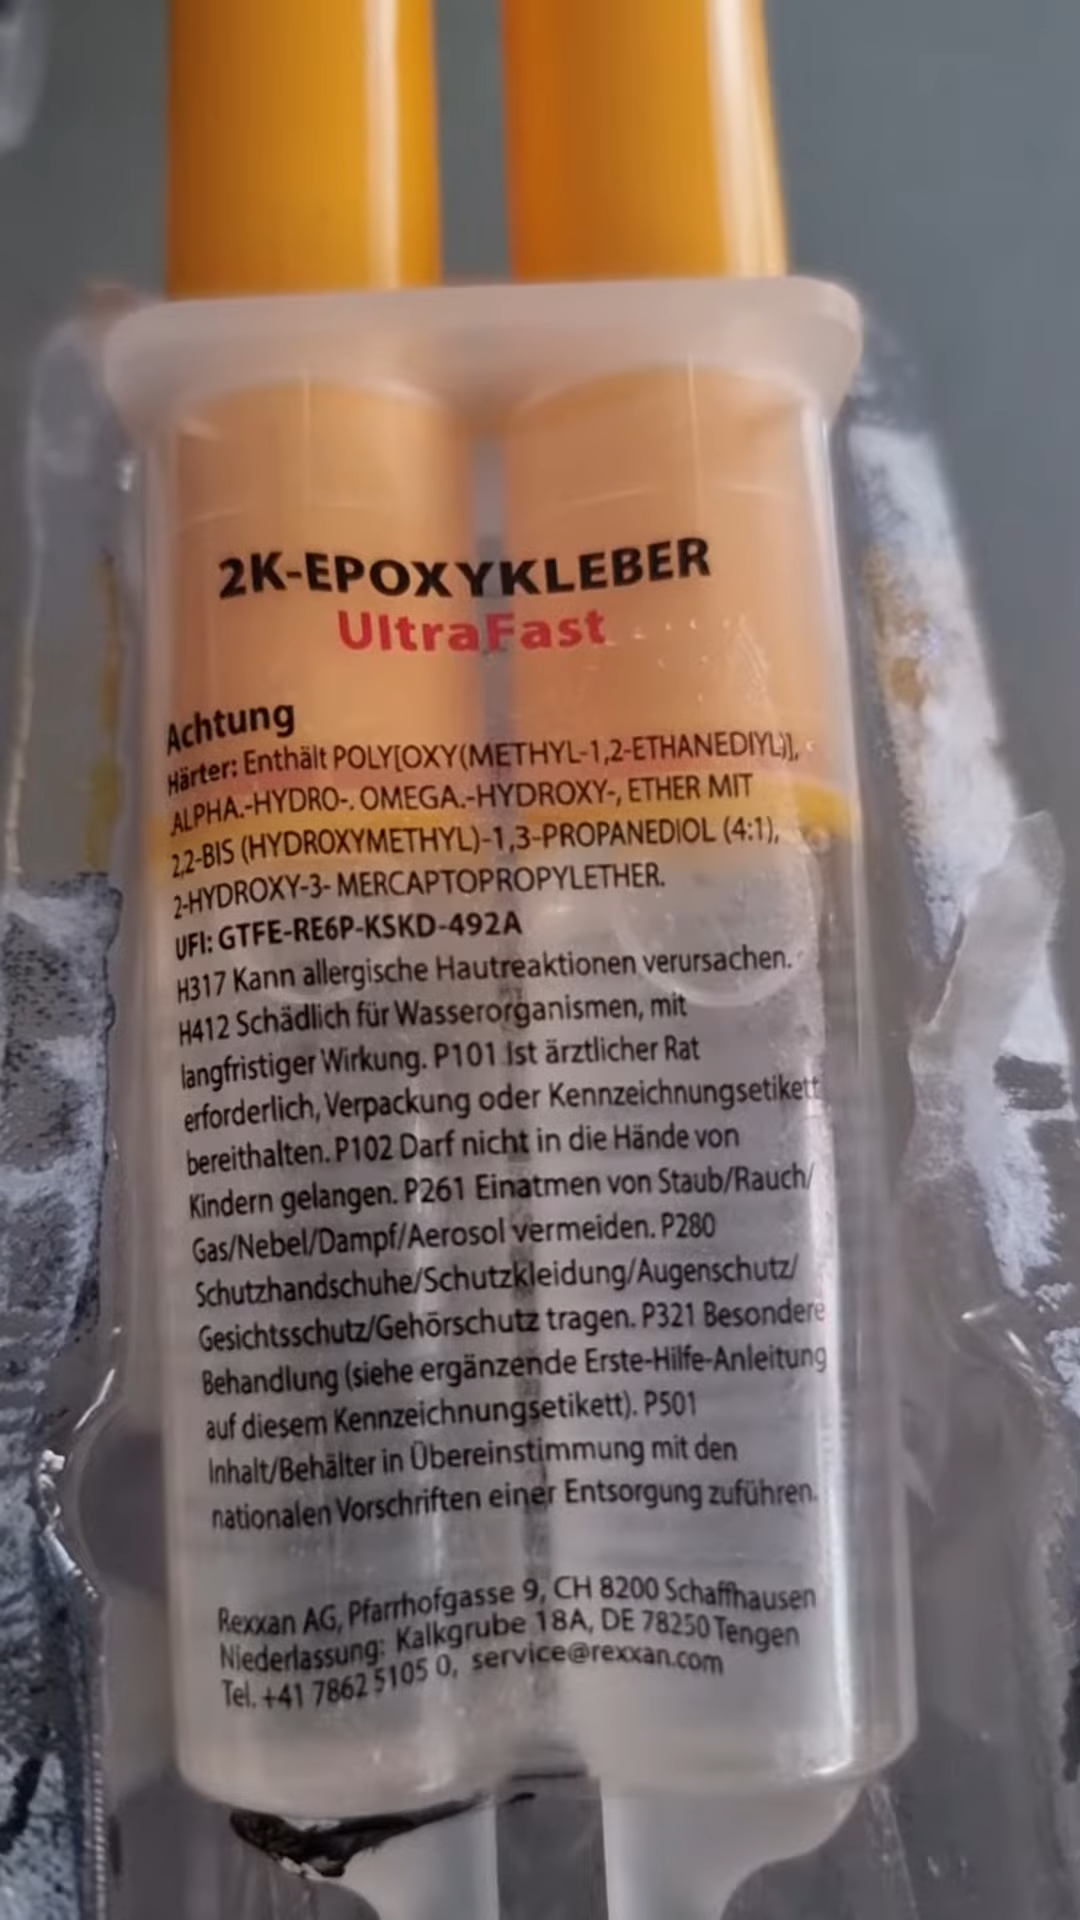 2K-EPOXYKLEBER
UltraFast
Achtung
Härter: Enthält POLY[OXY(METHYL-1,2-ETHANEDIYL)],
ALPHA.-HYDRO-. OMEGA.-HYDROXY-, ETHER MIT
2,2-BIS (HYDROXYMETHYL)-1,3-PROPANEDIOL (4:1),
2-HYDROXY-3- MERCAPTOPROPYLETHER.
UFI: GTFE-RE6P-KSKD-492A
H317 Kann allergische Hautreaktionen verursachen.
H412 Schädlich für Wasserorganismen, mit
langfristiger Wirkung. P101 Ist ärztlicher Rat
erforderlich, Verpackung oder Kennzeichnungsetikett
bereithalten. P102 Darf nicht in die Hände von
Kindern gelangen. P261 Einatmen von Staub/Rauch/
Gas/Nebel/Dampf/Aerosol vermeiden. P280
Schutzhandschuhe/Schutzkleidung/Augenschutz/
Gesichtsschutz/Gehörschutz tragen. P321 Besondere
Behandlung (siehe ergänzende Erste-Hilfe-Anleitung
auf diesem Kennzeichnungsetikett). P501
Inhalt/Behälter in Übereinstimmung mit den
nationalen Vorschriften einer Entsorgung zuführen.
Rexxan AG, Pfarrhofgasse 9, CH 8200 Schaffhausen
Niederlassung: Kalkgrube 18A, DE 78250 Tengen
Tel. +41 7862 5105 0, service@rexxan.com